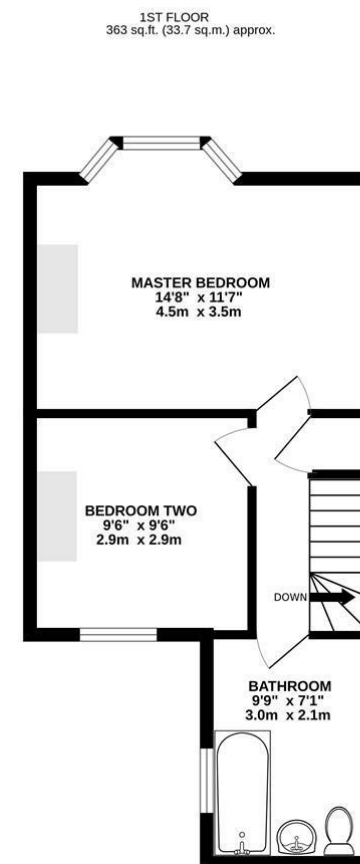 1ST FLOOR
363 sq.ft. (33.7 sq.m.) approx.
MASTER BEDROOM
14'8" x 11'7"
4.5m x 3.5m
BEDROOM TWO
9'6" x 9'6"
2.9m x 2.9m
DOWN
BATHROOM
9'9" x 7'1"
3.0m x 2.1m